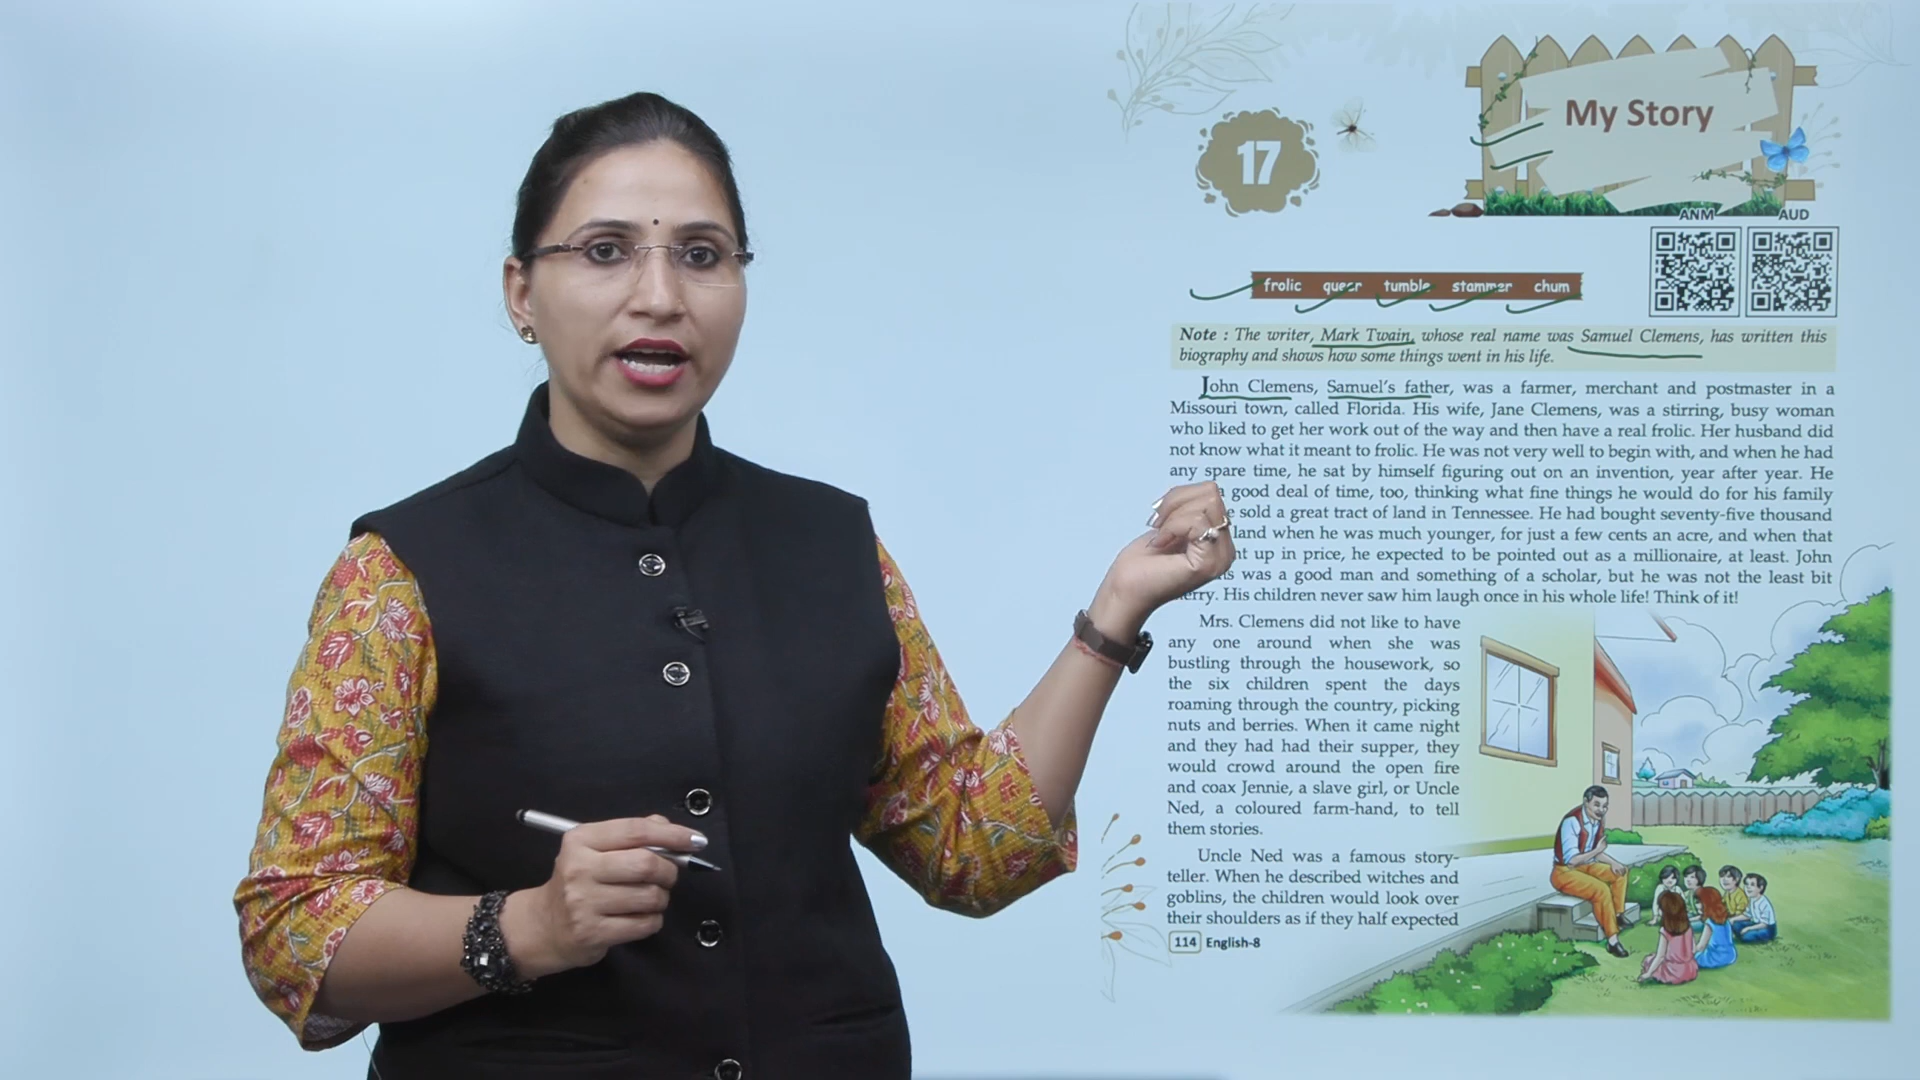 My Story
17
ANM AUD
frolic queer tumble stammer chum
Note : The writer, Mark Twain, whose real name was Samuel Clemens, has written this
biography and shows how some things went in his life.
John Clemens, Samuel's father, was a farmer, merchant and postmaster in a
Missouri town, called Florida. His wife, Jane Clemens, was a stirring, busy woman
who liked to get her work out of the way and then have a real frolic. Her husband did
not know what it meant to frolic. He was not very well to begin with, and when he had
any spare time, he sat by himself figuring out on an invention, year after year. He
a good deal of time, too, thinking what fine things he would do for his family
sold a great tract of land in Tennessee. He had bought seventy-five thousand
land when he was much younger, for just a few cents an acre, and when that
up in price, he expected to be pointed out as a millionaire, at least. John
was a good man and something of a scholar, but he was not the least bit
His children never saw him laugh once in his whole life! Think of it!
Mrs. Clemens did not like to have
any one around when she was
bustling through the housework, so
the six children spent the days
roaming through the country, picking
nuts and berries. When it came night
and they had had their supper, they
would crowd around the open fire
and coax Jennie, a slave girl, or Uncle
Ned, a coloured farm-hand, to tell
them stories.
Uncle Ned was a famous story-
teller. When he described witches and
goblins, the children would look over
their shoulders as if they half expected
114 English-8